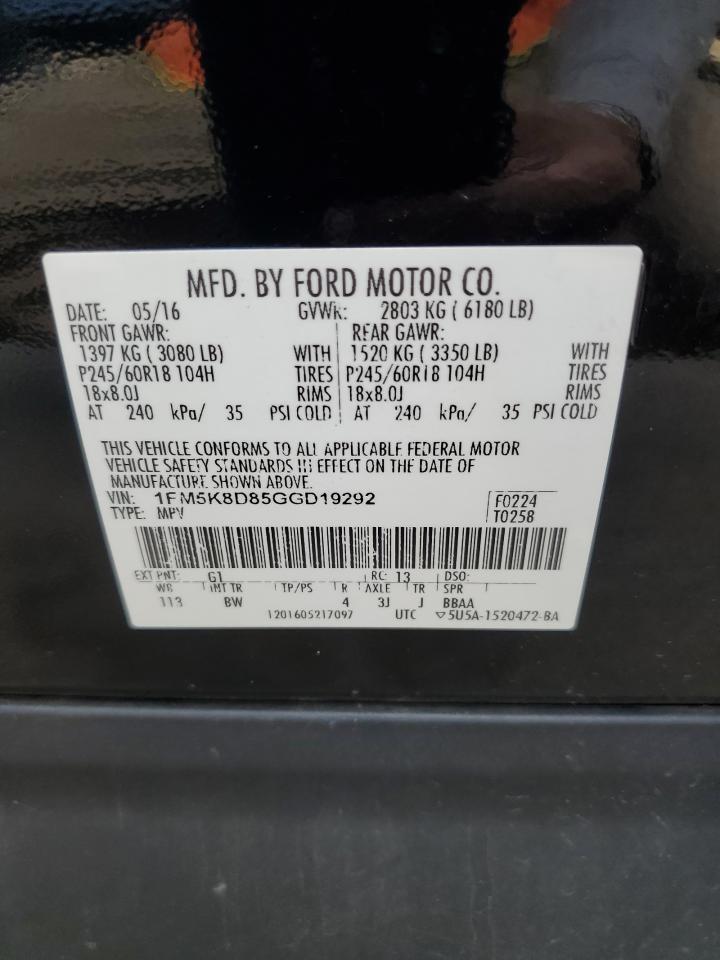 MFD. BY FORD MOTOR CO.
DATE: 05/16 GVWR: 2803 KG ( 6180 LB)
FRONT GAWR: REAR GAWR:
1397 KG ( 3080 LB) WITH 1520 KG ( 3350 LB) WITH
P245/60R18 104H TIRES P245/60R18 104H TIRES
18x8.0J RIMS 18x8.0J RIMS
AT 240 kPa/ 35 PSI COLD AT 240 kPa/ 35 PSI COLD
THIS VEHICLE CONFORMS TO ALL APPLICABLE FEDERAL MOTOR
VEHICLE SAFETY STANDARDS IN EFFECT ON THE DATE OF
MANUFACTURE SHOWN ABOVE.
VIN: 1FM5K8D85GGD19292 F0224
TYPE: MPV T0258
EXT PNT: G1 RC: 13 DSO:
WB INT TR TP/PS R AXLE TR SPR
113 BW 4 3J J BBAA
1201605217097 UTC ▽5U5A-1520472-BA